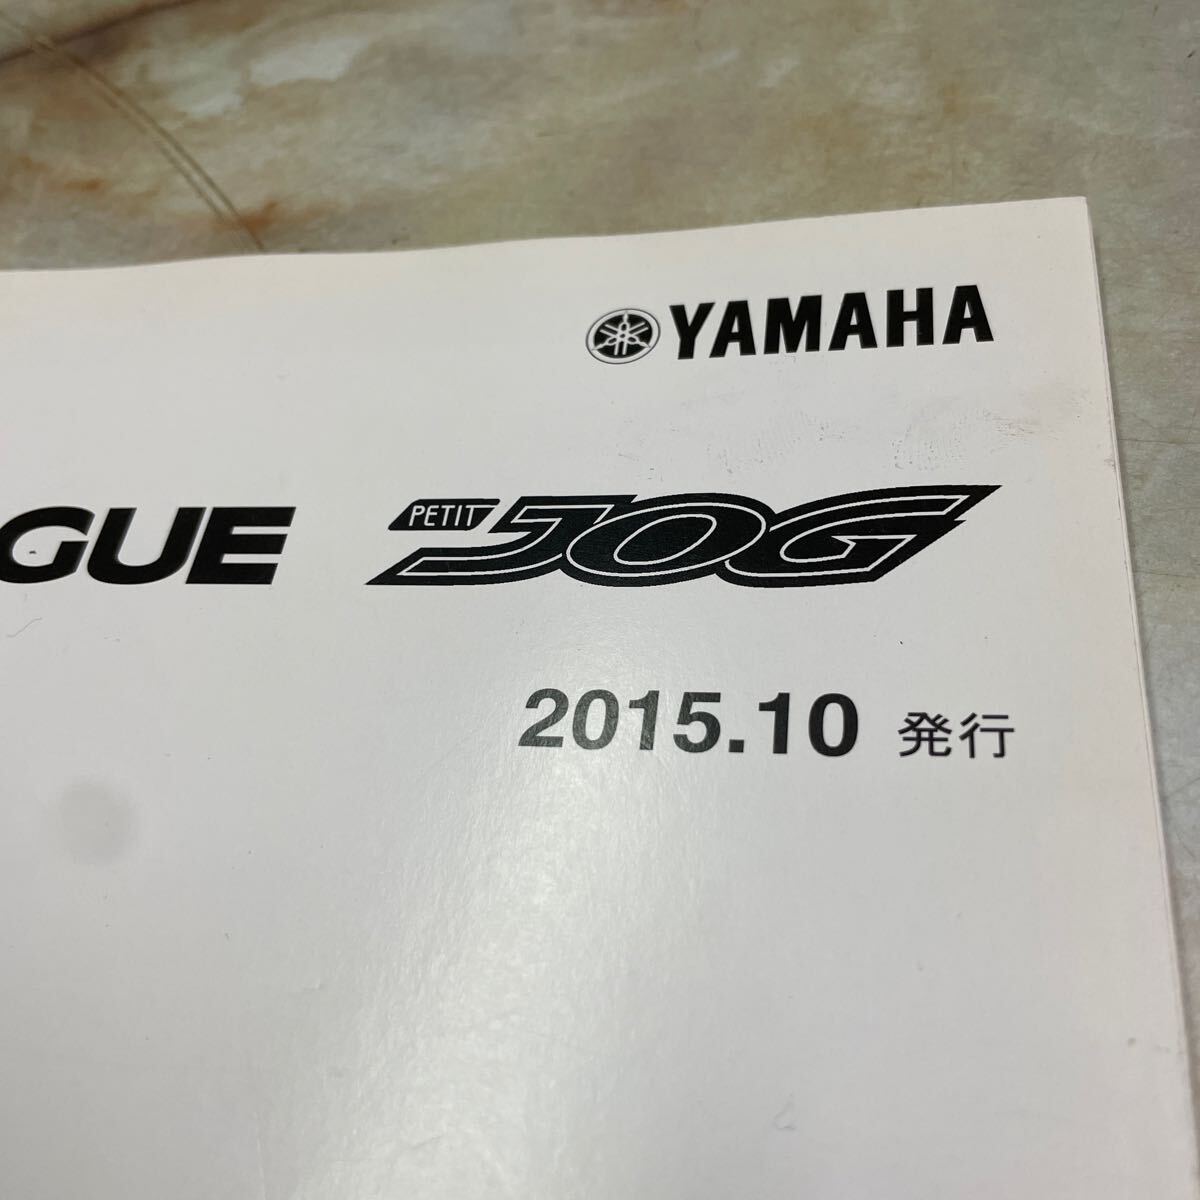 YAMAHA
GUE PETIT JOG
2015.10 発行